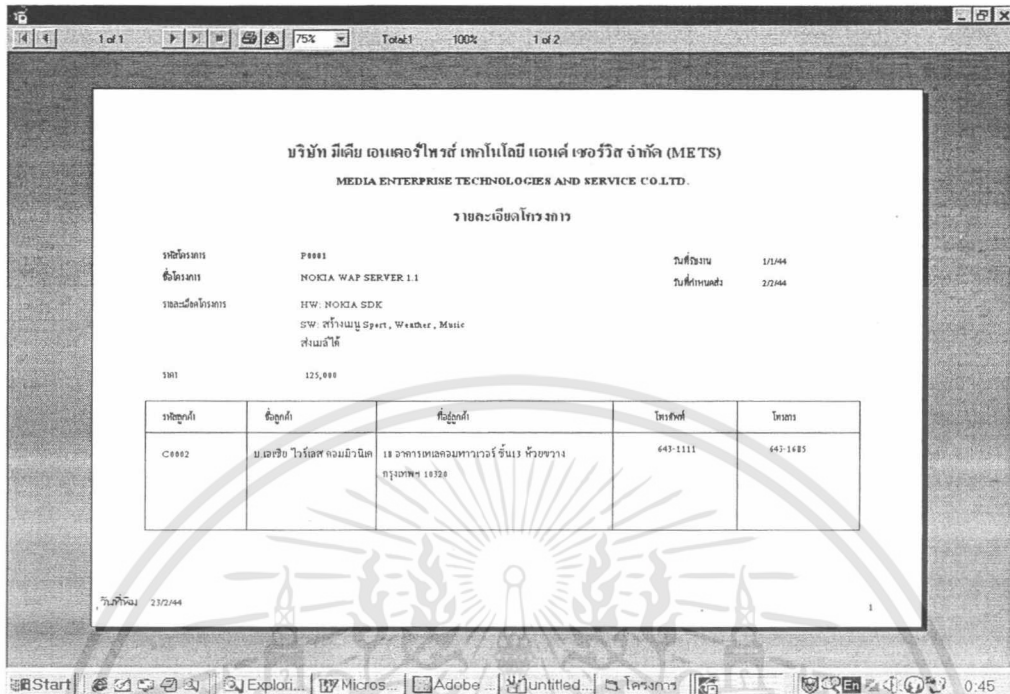 1 of 1 75% Total:1 100% 1 of 2
บริษัท มีเดีย เอนเตอร์ไพรส์ เทคโนโลยี แอนด์ เซอร์วิส จำกัด (METS)
MEDIA ENTERPRISE TECHNOLOGIES AND SERVICE CO.LTD.
รายละเอียดโครงการ
รหัสโครงการ P0001 วันที่รับงาน 1/1/44
ชื่อโครงการ NOKIA WAP SERVER 1.1 วันที่กำหนดส่ง 2/2/44
รายละเอียดโครงการ HW: NOKIA SDK
SW: สร้างเมนู Sport , Weather , Music
ส่งเมล์ได้
ราคา 125,000
รหัสลูกค้า ชื่อลูกค้า ที่อยู่ลูกค้า โทรศัพท์ โทรสาร
C0002 บ.เอเชีย ไวร์เลส คอมมิวนิเค 18 อาคารเทเลคอมทาวเวอร์ ชั้น13 ห้วยขวาง 643-1111 643-1685
กรุงเทพฯ 10320
วันที่พิมพ์ 23/2/44 1
Start Explori... Micros... Adobe ... untitled... โครงการ En 0:45